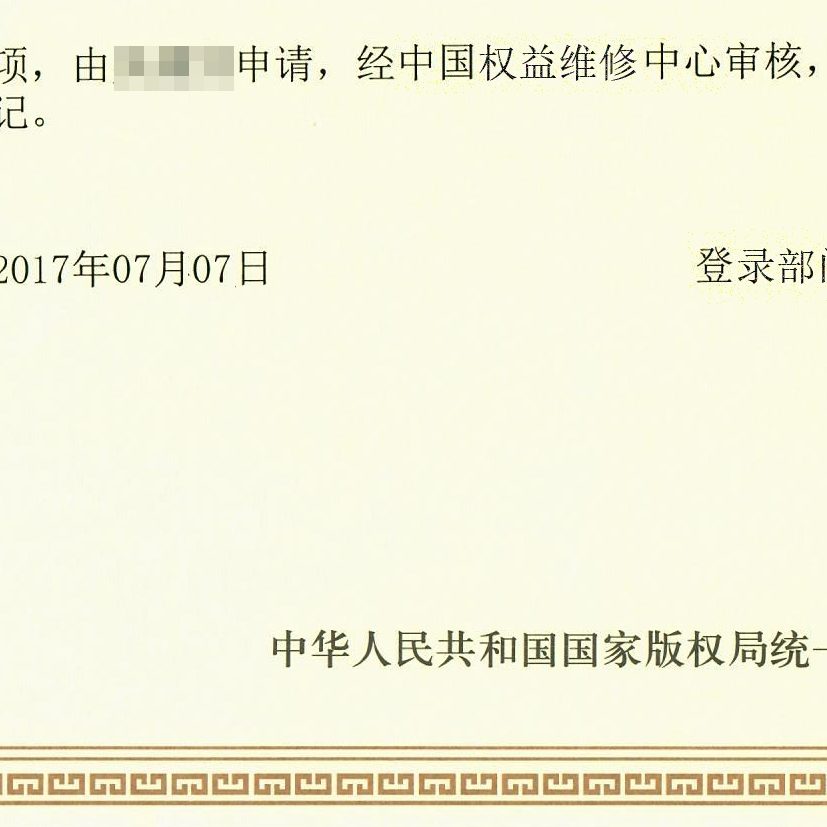 项，由申请，经中国权益维修中心审核，
记。
2017年07月07日
登录部
中华人民共和国国家版权局统一